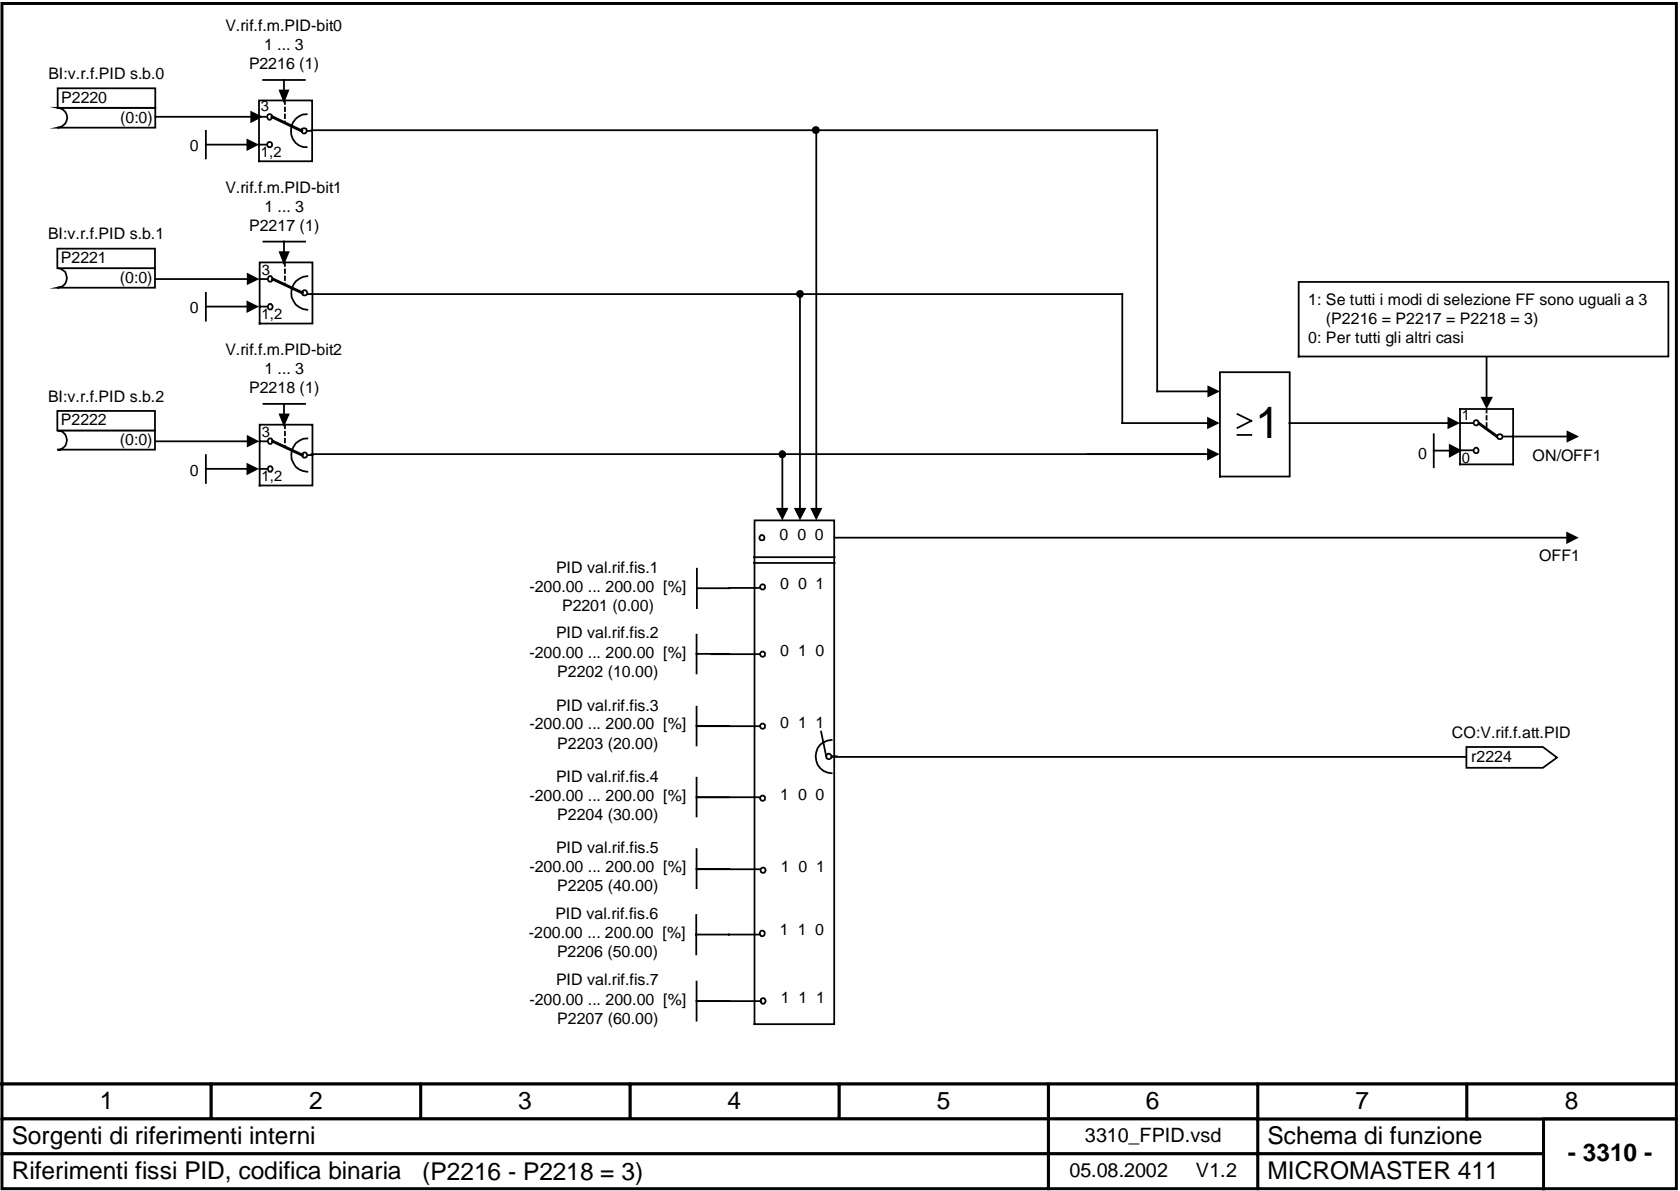 V.rif.f.m.PID-bit0
1 ... 3
P2216 (1)
BI:v.r.f.PID s.b.0
P2220
(0:0)
3
0
1,2
V.rif.f.m.PID-bit1
1 ... 3
P2217 (1)
BI:v.r.f.PID s.b.1
P2221
(0:0)
3
0
1,2
V.rif.f.m.PID-bit2
1 ... 3
P2218 (1)
BI:v.r.f.PID s.b.2
P2222
(0:0)
3
0
1,2
1: Se tutti i modi di selezione FF sono uguali a 3
(P2216 = P2217 = P2218 = 3)
0: Per tutti gli altri casi
≥1
1
0
0
ON/OFF1
0 0 0
OFF1
PID val.rif.fis.1
-200.00 ... 200.00 [%]
P2201 (0.00)
0 0 1
PID val.rif.fis.2
-200.00 ... 200.00 [%]
P2202 (10.00)
0 1 0
PID val.rif.fis.3
-200.00 ... 200.00 [%]
P2203 (20.00)
0 1 1
CO:V.rif.f.att.PID
r2224
PID val.rif.fis.4
-200.00 ... 200.00 [%]
P2204 (30.00)
1 0 0
PID val.rif.fis.5
-200.00 ... 200.00 [%]
P2205 (40.00)
1 0 1
PID val.rif.fis.6
-200.00 ... 200.00 [%]
P2206 (50.00)
1 1 0
PID val.rif.fis.7
-200.00 ... 200.00 [%]
P2207 (60.00)
1 1 1
1 2 3 4 5 6 7 8
Sorgenti di riferimenti interni
3310_FPID.vsd
Schema di funzione
- 3310 -
Riferimenti fissi PID, codifica binaria (P2216 - P2218 = 3)
05.08.2002 V1.2
MICROMASTER 411